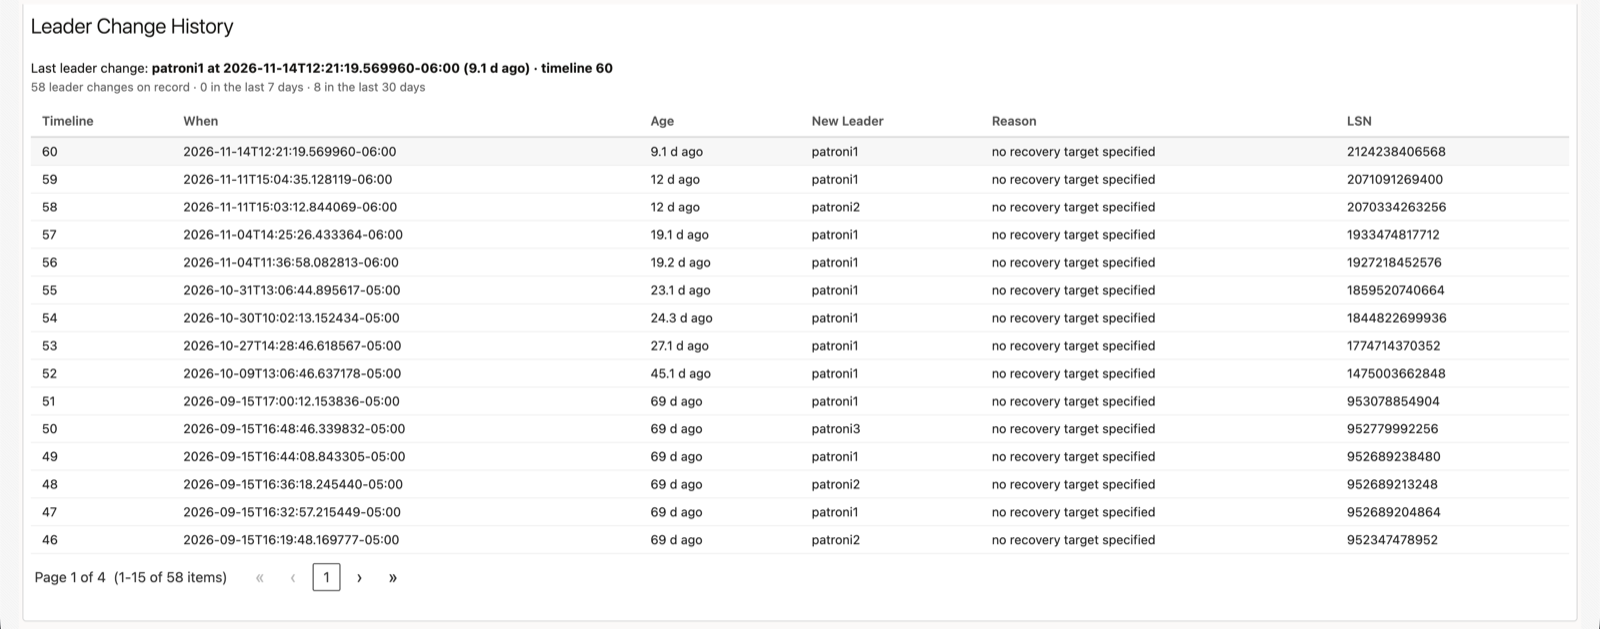 Leader Change History
Last leader change: patroni1 at 2026-11-14T12:21:19.569960-06:00 (9.1 d ago) · timeline 60
58 leader changes on record · 0 in the last 7 days · 8 in the last 30 days
Timeline When Age New Leader Reason LSN
60 2026-11-14T12:21:19.569960-06:00 9.1 d ago patroni1 no recovery target specified 2124238406568
59 2026-11-11T15:04:35.128119-06:00 12 d ago patroni1 no recovery target specified 2071091269400
58 2026-11-11T15:03:12.844069-06:00 12 d ago patroni2 no recovery target specified 2070334263256
57 2026-11-04T14:25:26.433364-06:00 19.1 d ago patroni1 no recovery target specified 1933474817712
56 2026-11-04T11:36:58.082813-06:00 19.2 d ago patroni1 no recovery target specified 1927218452576
55 2026-10-31T13:06:44.895617-05:00 23.1 d ago patroni1 no recovery target specified 1859520740664
54 2026-10-30T10:02:13.152434-05:00 24.3 d ago patroni1 no recovery target specified 1844822699936
53 2026-10-27T14:28:46.618567-05:00 27.1 d ago patroni1 no recovery target specified 1774714370352
52 2026-10-09T13:06:46.637178-05:00 45.1 d ago patroni1 no recovery target specified 1475003662848
51 2026-09-15T17:00:12.153836-05:00 69 d ago patroni1 no recovery target specified 953078854904
50 2026-09-15T16:48:46.339832-05:00 69 d ago patroni3 no recovery target specified 952779992256
49 2026-09-15T16:44:08.843305-05:00 69 d ago patroni1 no recovery target specified 952689238480
48 2026-09-15T16:36:18.245440-05:00 69 d ago patroni2 no recovery target specified 952689213248
47 2026-09-15T16:32:57.215449-05:00 69 d ago patroni1 no recovery target specified 952689204864
46 2026-09-15T16:19:48.169777-05:00 69 d ago patroni2 no recovery target specified 952347478952
Page 1 of 4 (1-15 of 58 items) « ‹ 1 › »